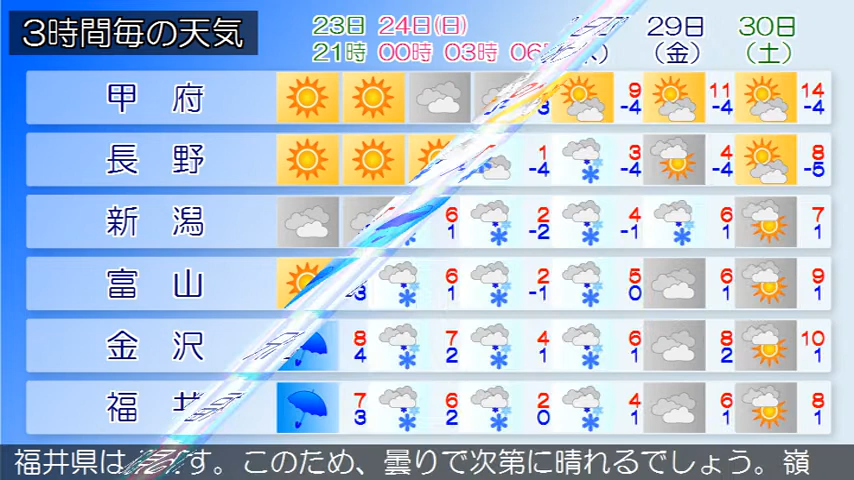 3時間毎の天気
23日 24日(日) 29日 30日
21時 00時 03時 (金) (土)
甲府 9 -4 11 -4 14 -4
長野 1 -4 3 -4 4 -4 8 -5
新潟 6 1 2 -2 4 -1 6 1 7 1
富山 6 1 2 -1 5 0 6 1 9 1
金沢 8 4 7 2 4 1 6 1 8 2 10 1
福井 7 3 6 2 2 0 4 1 6 1 8 1
福井県は す。このため、曇りで次第に晴れるでしょう。嶺